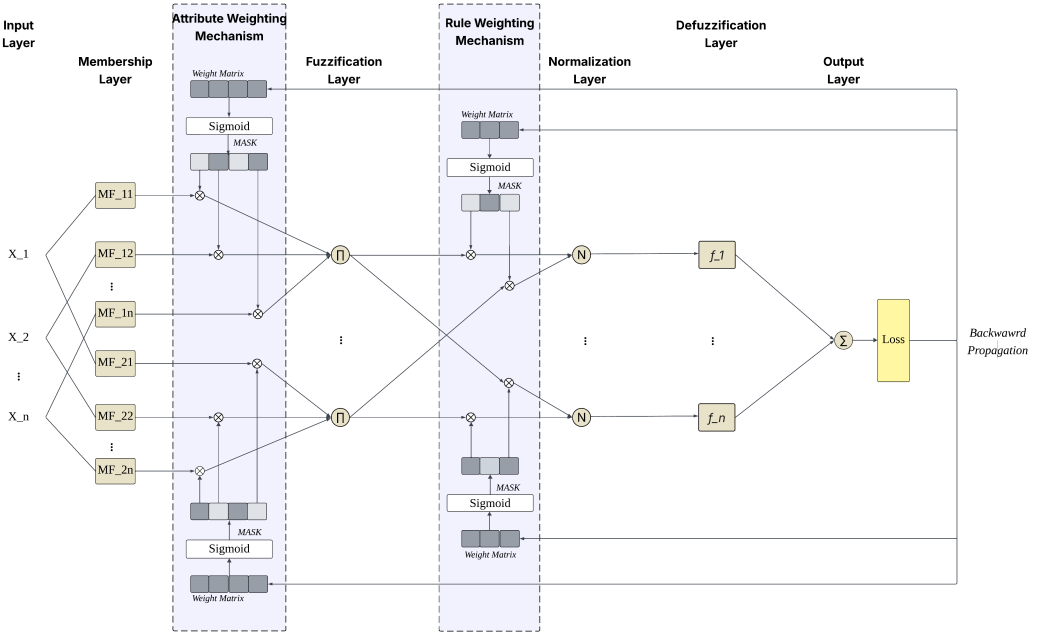 Input
Layer
Membership
Layer
Attribute Weighting
Mechanism
Fuzzification
Layer
Rule Weighting
Mechanism
Normalization
Layer
Defuzzification
Layer
Output
Layer
Weight Matrix
Sigmoid
MASK
Weight Matrix
Sigmoid
MASK
MF_11
X_1
MF_12
∏
N
f_1
⋮
MF_1n
X_2
⋮
⋮
⋮
Σ
Loss
Backwawrd
Propagation
MF_21
⋮
X_n
MF_22
∏
N
f_n
⋮
MF_2n
MASK
Sigmoid
Weight Matrix
MASK
Sigmoid
Weight Matrix